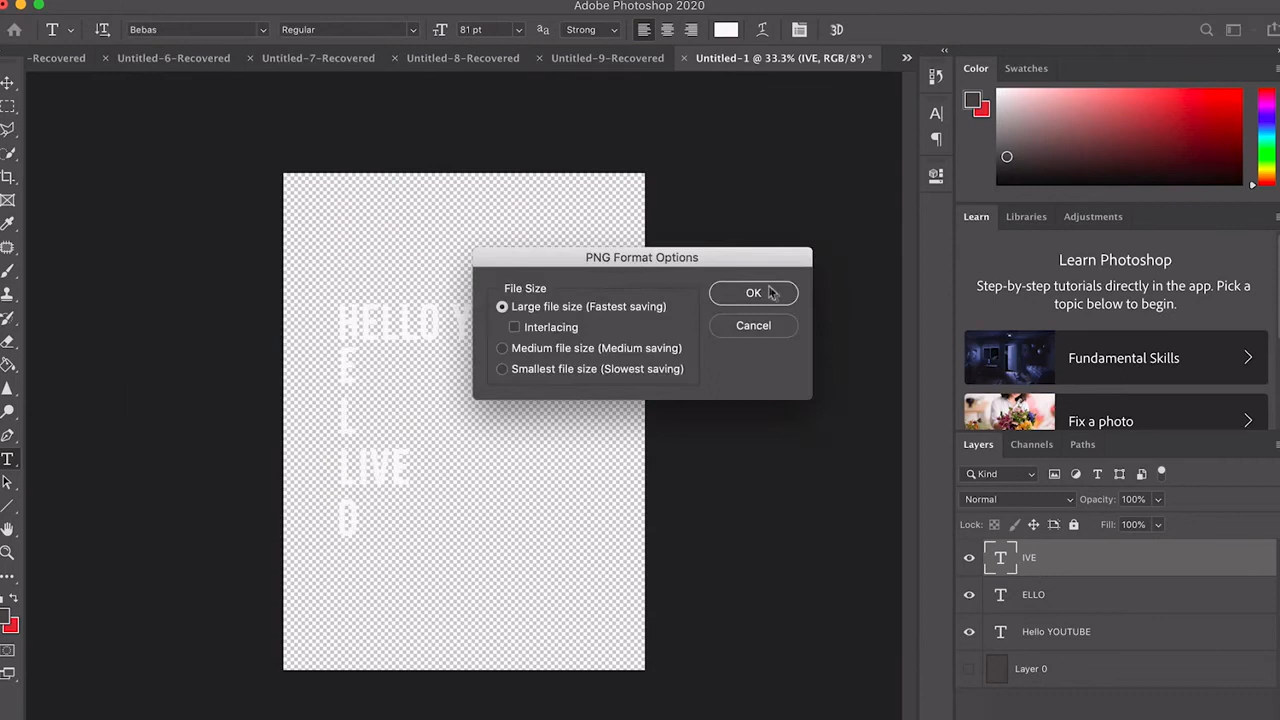 Adobe Photoshop 2020
T Bebas Regular 81 pt Strong 3D
-Recovered × Untitled-6-Recovered × Untitled-7-Recovered × Untitled-8-Recovered × Untitled-9-Recovered × Untitled-1 @ 33.3% (IVE, RGB/8*) * »
Color Swatches
Learn Libraries Adjustments
Learn Photoshop
Step-by-step tutorials directly in the app. Pick a
topic below to begin.
Fundamental Skills
Fix a photo
PNG Format Options
File Size
Large file size (Fastest saving)
Interlacing
Medium file size (Medium saving)
Smallest file size (Slowest saving)
OK
Cancel
HELLO Y
E
L
LIVE
O
Layers Channels Paths
Kind
Normal Opacity: 100%
Lock: Fill: 100%
T IVE
T ELLO
T Hello YOUTUBE
Layer 0